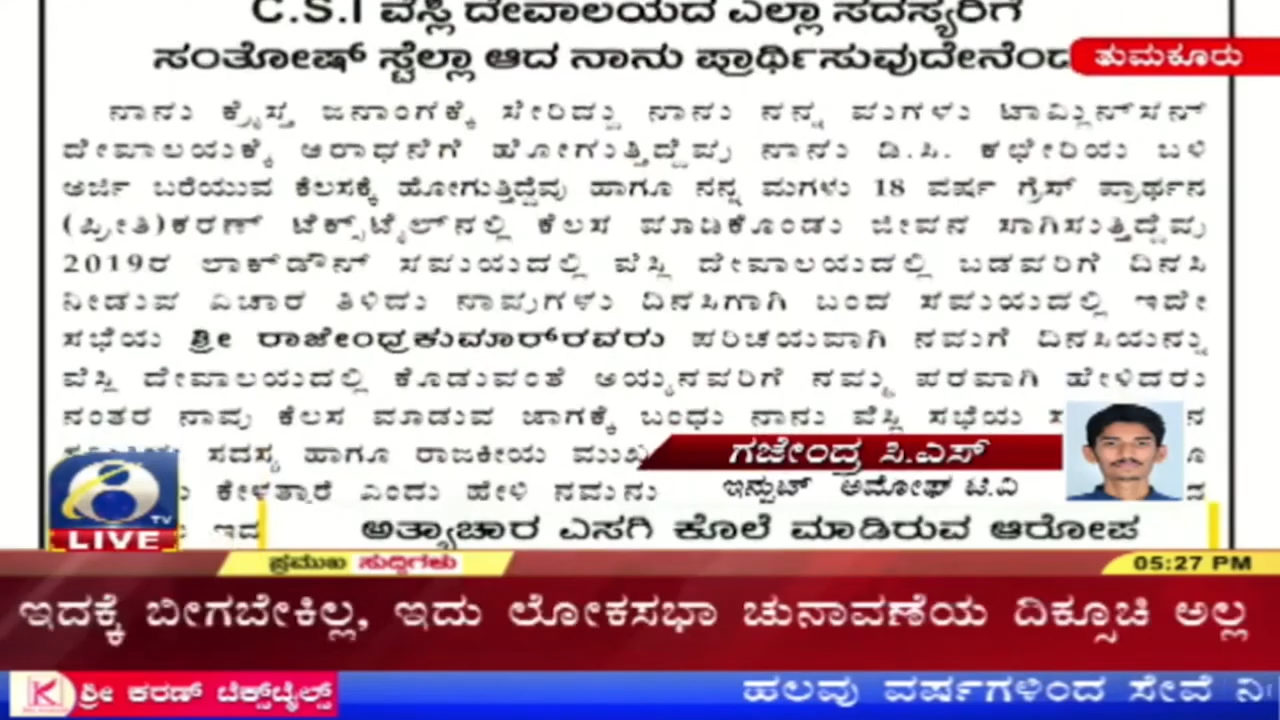 C.S.I ವೆಸ್ಲಿ ದೇವಾಲಯದ ಎಲ್ಲಾ ಸದಸ್ಯರಿಗೆ
ಸಂತೋಷ್ ಸ್ಟೆಲ್ಲಾ ಆದ ನಾನು ಪ್ರಾರ್ಥಿಸುವುದೇನೆಂದ
ತುಮಕೂರು
ನಾನು ಕ್ರೈಸ್ತ ಜನಾಂಗಕ್ಕೆ ಸೇರಿದ್ದು ನಾನು ನನ್ನ ಮಗಳು ಟಾಮ್ಲಿನ್‌ಸನ್
ದೇವಾಲಯಕ್ಕೆ ಆರಾಧನೆಗೆ ಹೋಗುತ್ತಿದ್ದೆವು ನಾನು ಡಿ.ಸಿ. ಕಛೇರಿಯ ಬಳಿ
ಅರ್ಜಿ ಬರೆಯುವ ಕೆಲಸಕ್ಕೆ ಹೋಗುತ್ತಿದ್ದೆವು ಹಾಗೂ ನನ್ನ ಮಗಳು 18 ವರ್ಷ ಗ್ರೆಸ್ ಪ್ರಾರ್ಥನ
(ಪ್ರೀತಿ)ಕರಣ್ ಟೆಕ್ಸ್‌ಟೈಲ್‌ನಲ್ಲಿ ಕೆಲಸ ಮಾಡಿಕೊಂಡು ಜೀವನ ಸಾಗಿಸುತ್ತಿದ್ದೆವು
2019ರ ಲಾಕ್‌ಡೌನ್ ಸಮಯದಲ್ಲಿ ವೆಸ್ಲಿ ದೇವಾಲಯದಲ್ಲಿ ಬಡವರಿಗೆ ದಿನಸಿ
ನೀಡುವ ವಿಚಾರ ತಿಳಿದು ನಾವುಗಳು ದಿನಸಿಗಾಗಿ ಬಂದ ಸಮಯದಲ್ಲಿ ಇದೇ
ಸಭೆಯ ಶ್ರೀ ರಾಜೇಂದ್ರಕುಮಾರ್‌ರವರು ಪರಿಚಯವಾಗಿ ನಮಗೆ ದಿನಸಿಯನ್ನು
ವೆಸ್ಲಿ ದೇವಾಲಯದಲ್ಲಿ ಕೊಡುವಂತೆ ಅಯ್ಯನವರಿಗೆ ನಮ್ಮ ಪರವಾಗಿ ಹೇಳಿದರು
ನಂತರ ನಾವು ಕೆಲಸ ಮಾಡುವ ಜಾಗಕ್ಕೆ ಬಂಧು ನಾನು ವೆಸ್ಲಿ ಸಭೆಯ
ಸದಸ್ಯ ಹಾಗೂ ರಾಜಕೀಯ
ಗಜೇಂದ್ರ ಸಿ.ಎಸ್
ಕೇಳತ್ತಾರೆ ಎಂದು ಹೇಳಿ ನಮನು
ಇನ್ಪುಟ್ ಅಮೋಘ ಟಿ.ವಿ
8 TV
LIVE
ಇದ
ಅತ್ಯಾಚಾರ ಎಸಗಿ ಕೊಲೆ ಮಾಡಿರುವ ಆರೋಪ
ಪ್ರಮುಖ ಸುದ್ದಿಗಳು
05:27 PM
ಇದಕ್ಕೆ ಬೀಗಬೇಕಿಲ್ಲ, ಇದು ಲೋಕಸಭಾ ಚುನಾವಣೆಯ ದಿಕ್ಸೂಚಿ ಅಲ್ಲ
K ಶ್ರೀ ಕರಣ್ ಟೆಕ್ಸ್‌ಟೈಲ್ಸ್
ಹಲವು ವರ್ಷಗಳಿಂದ ಸೇವೆ